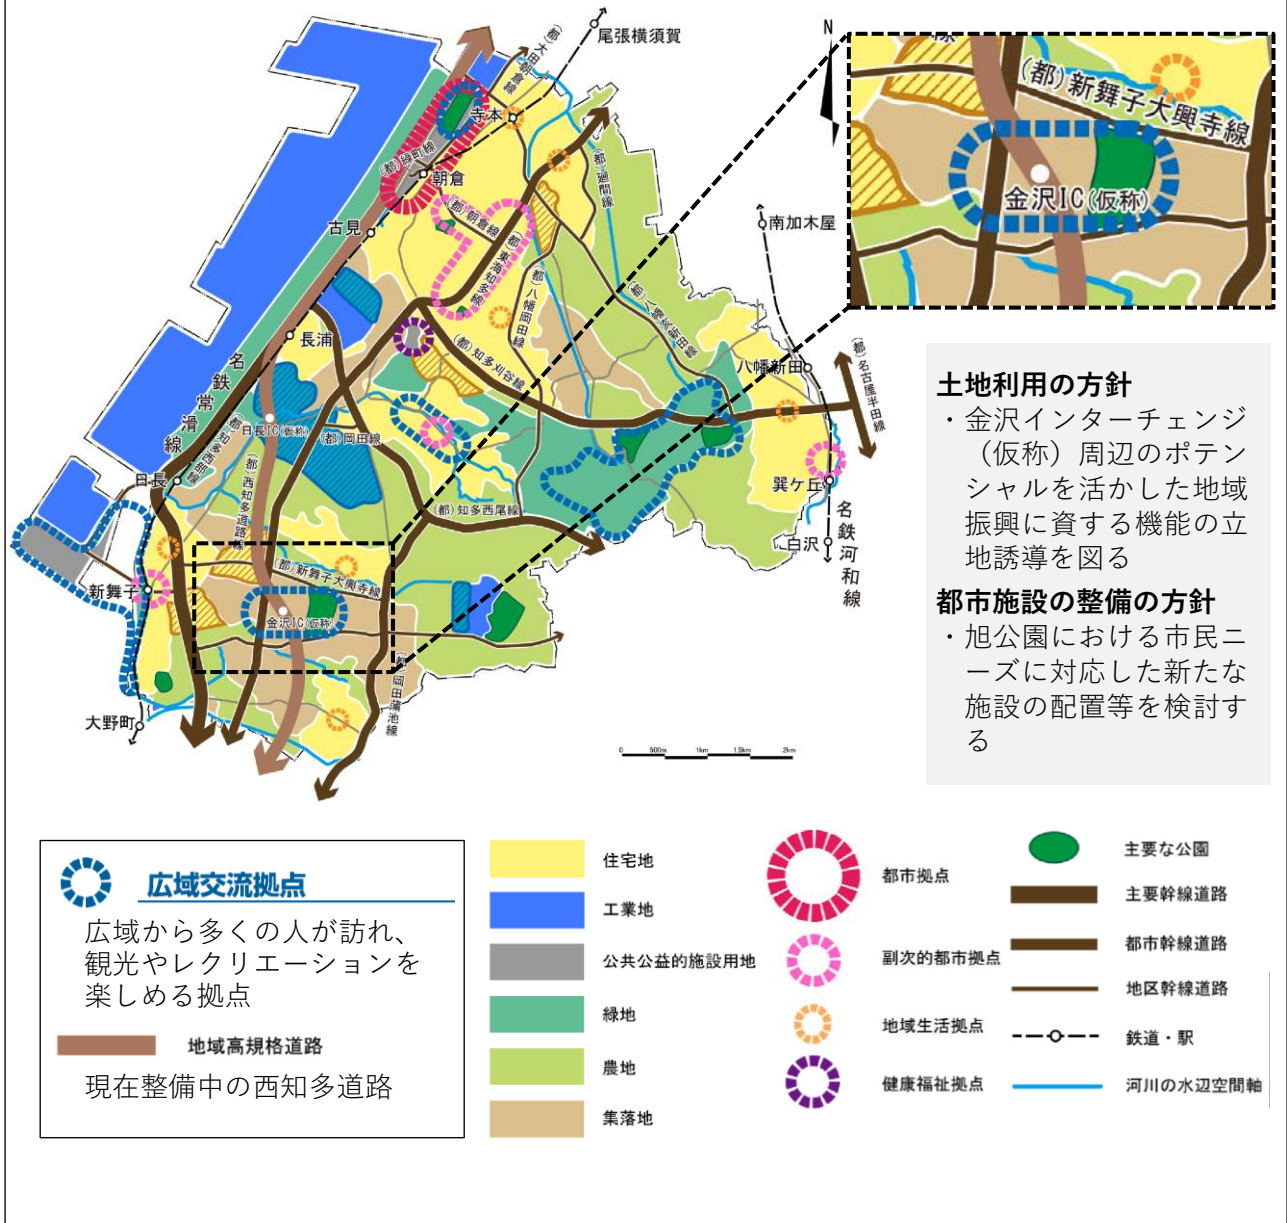 尾張横須賀
(都)大田朝倉線
寺本
(都)緑町線
朝倉
(都)廻間線
(都)朝倉線
古見
(都)東海知多線
南加木屋
(都)八幡岡田線
長浦
八幡新田
(都)名古屋半田線
(都)知多刈谷線
名鉄常滑線
(都)知多西部線
日長IC(仮称)
(都)岡田線
日長
巽ケ丘
(都)西知多道路線
(都)知多西尾線
名鉄河和線
白沢
(都)新舞子大興寺線
新舞子
金沢IC(仮称)
(都)岡田蒲池線
大野町
0 500m 1km 1.5km 2km
N
(都)新舞子大興寺線
金沢IC(仮称)
土地利用の方針
・金沢インターチェンジ
(仮称)周辺のポテン
シャルを活かした地域
振興に資する機能の立
地誘導を図る
都市施設の整備の方針
・旭公園における市民ニ
ーズに対応した新たな
施設の配置等を検討す
る
広域交流拠点
広域から多くの人が訪れ、
観光やレクリエーションを
楽しめる拠点
地域高規格道路
現在整備中の西知多道路
住宅地
工業地
公共公益的施設用地
緑地
農地
集落地
都市拠点
副次的都市拠点
地域生活拠点
健康福祉拠点
主要な公園
主要幹線道路
都市幹線道路
地区幹線道路
鉄道・駅
河川の水辺空間軸